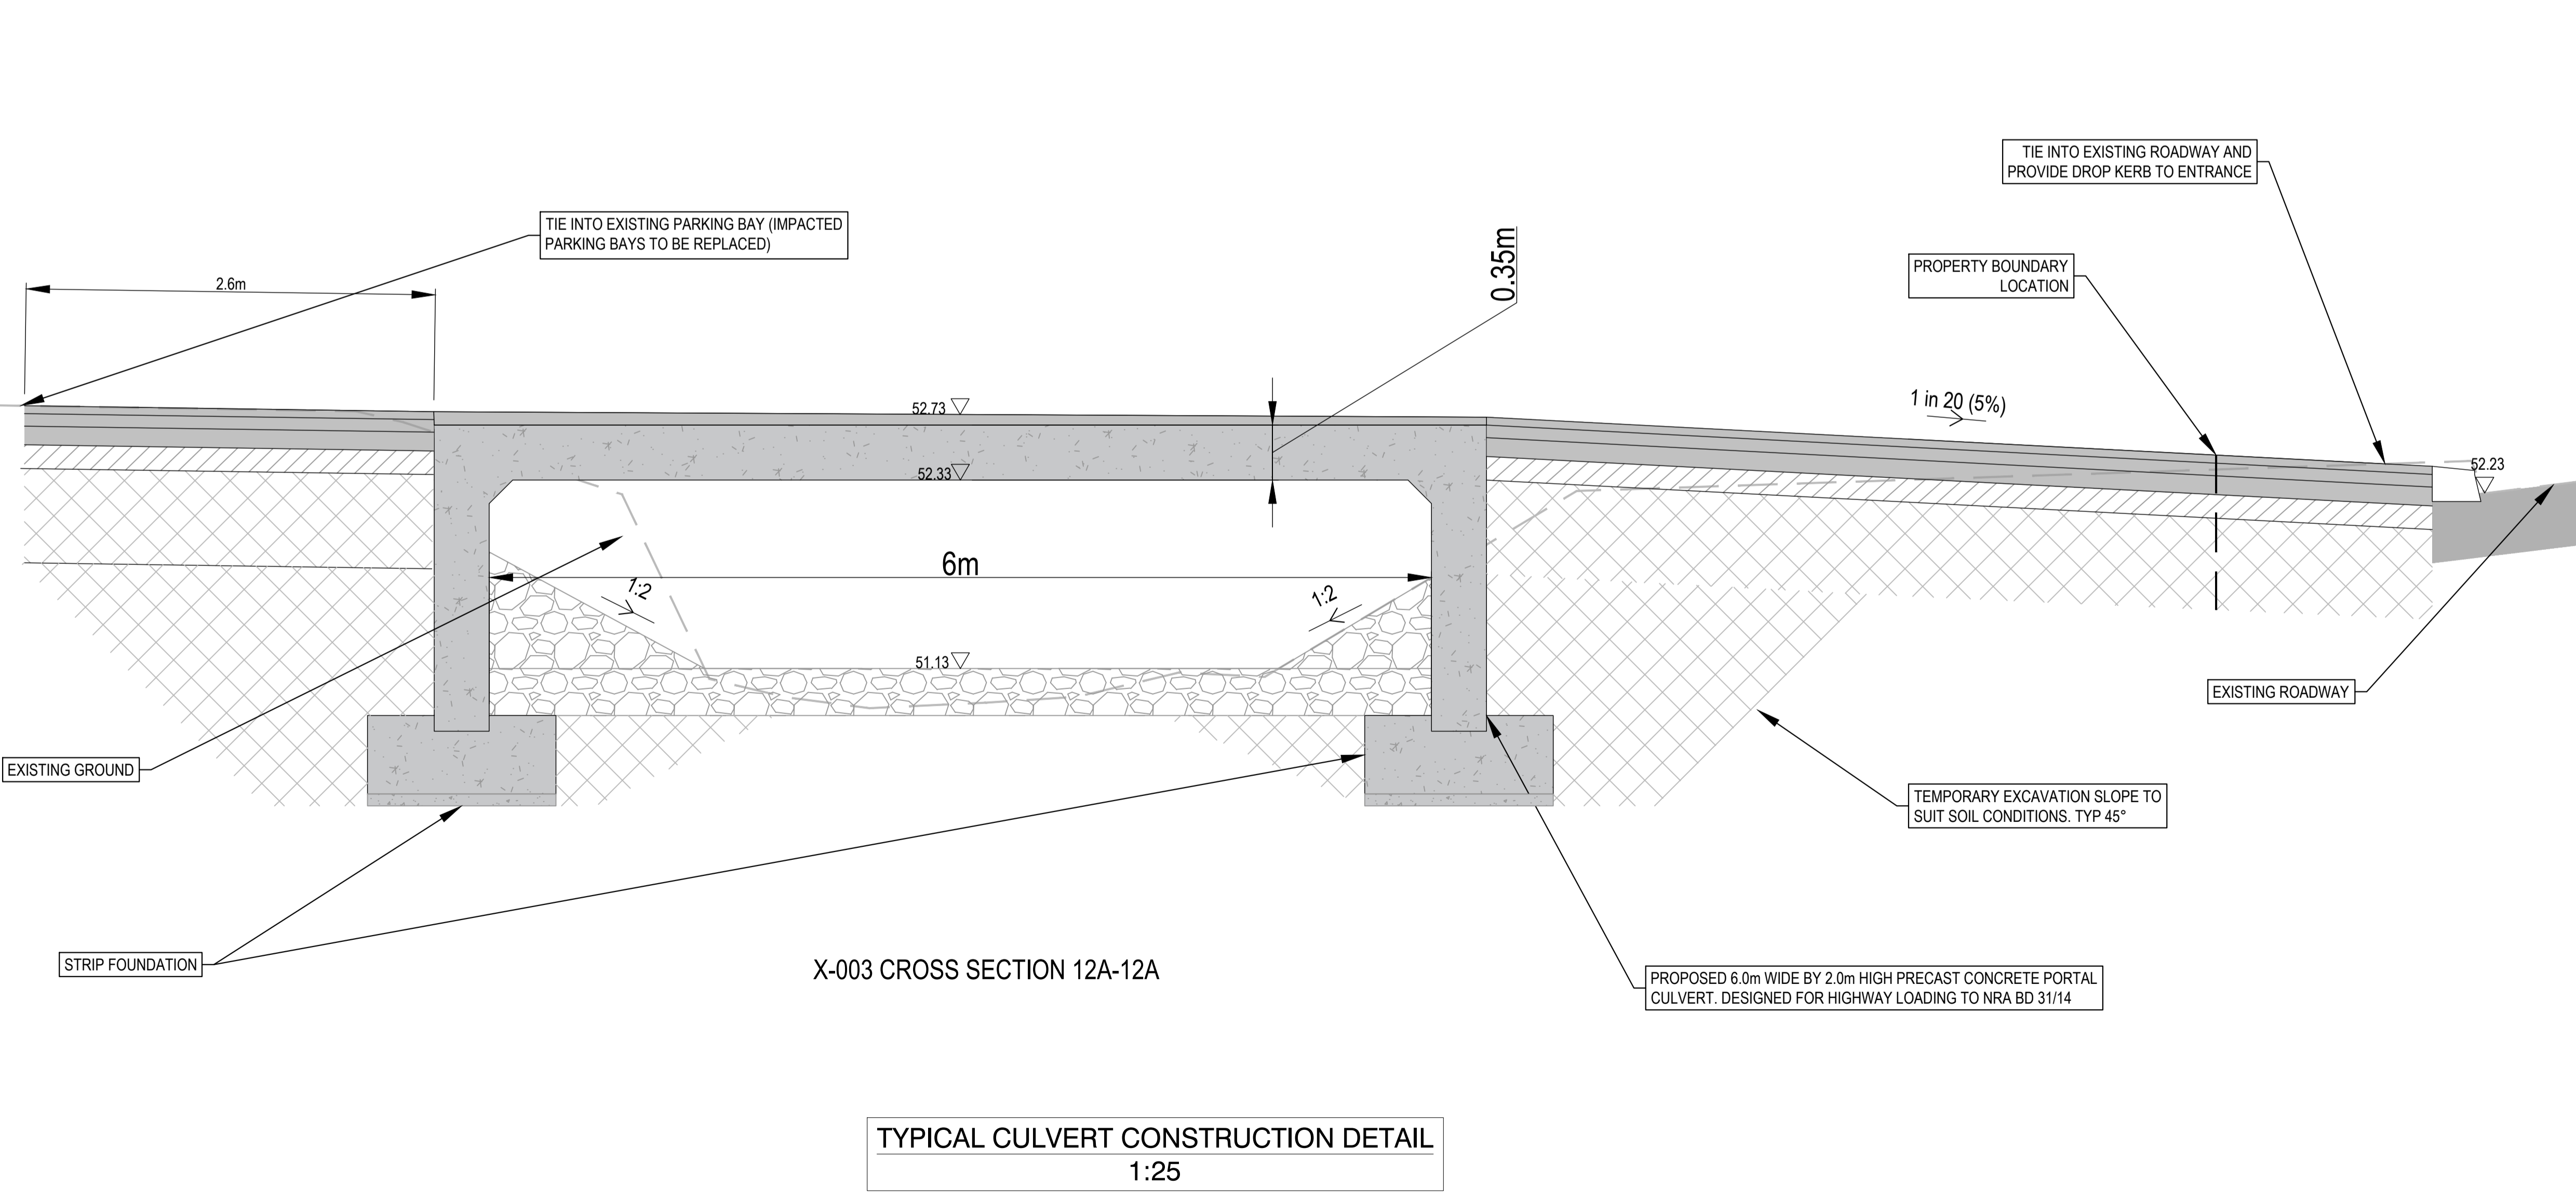 TIE INTO EXISTING ROADWAY AND
PROVIDE DROP KERB TO ENTRANCE
TIE INTO EXISTING PARKING BAY (IMPACTED
PARKING BAYS TO BE REPLACED)
0.35m
PROPERTY BOUNDARY
LOCATION
2.6m
52.73
1 in 20 (5%)
52.33
52.23
6m
1:2
1:2
51.13
EXISTING ROADWAY
EXISTING GROUND
TEMPORARY EXCAVATION SLOPE TO
SUIT SOIL CONDITIONS. TYP 45°
STRIP FOUNDATION
X-003 CROSS SECTION 12A-12A
PROPOSED 6.0m WIDE BY 2.0m HIGH PRECAST CONCRETE PORTAL
CULVERT. DESIGNED FOR HIGHWAY LOADING TO NRA BD 31/14
TYPICAL CULVERT CONSTRUCTION DETAIL
1:25